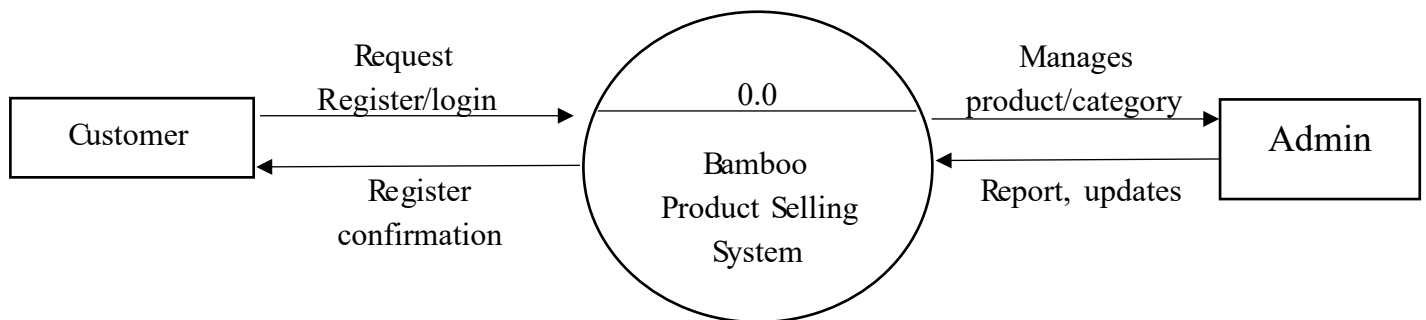 Customer
Request
Register/login
Register
confirmation
0.0
Bamboo
Product Selling
System
Manages
product/category
Report, updates
Admin